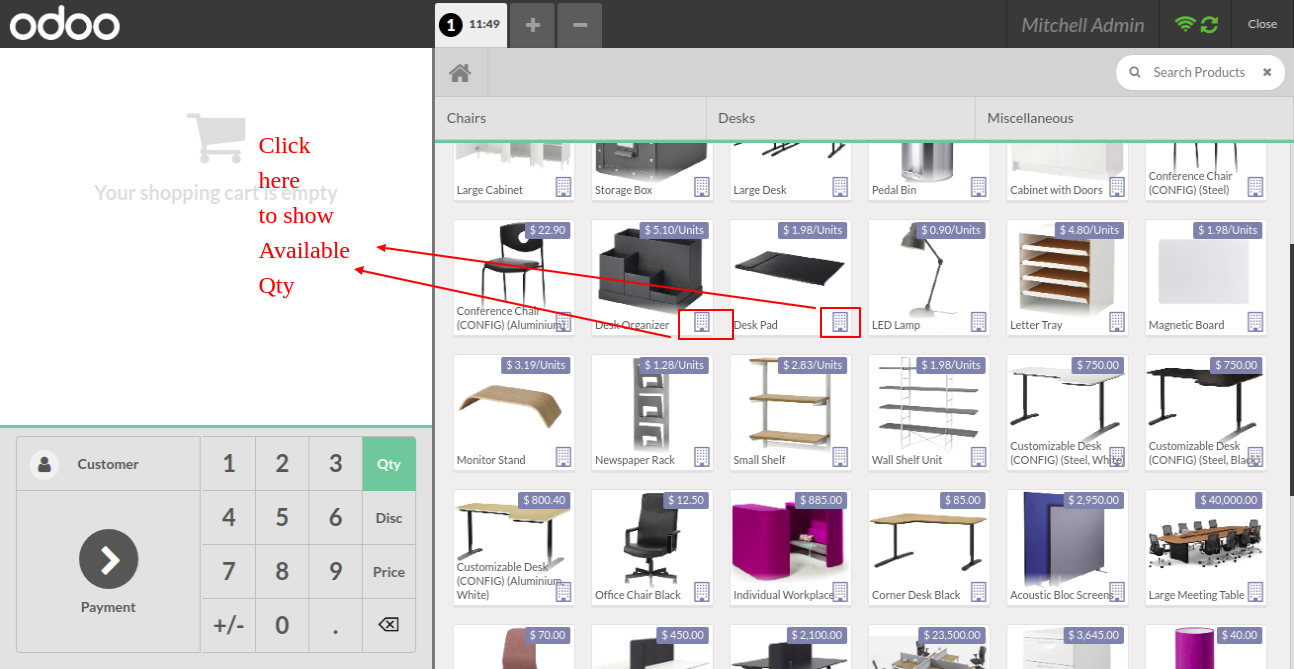 odoo
1 11:49
+
−
Mitchell Admin
Close
Search Products
Chairs
Desks
Miscellaneous
Your shopping cart is empty
Click
here
to show
Available
Qty
Large Cabinet
Storage Box
Large Desk
Pedal Bin
Cabinet with Doors
Conference Chair
(CONFIG) (Steel)
$ 22.90
Conference Chair
(CONFIG) (Aluminium)
$ 5.10/Units
Desk Organizer
$ 1.98/Units
Desk Pad
$ 0.90/Units
LED Lamp
$ 4.80/Units
Letter Tray
$ 1.98/Units
Magnetic Board
$ 3.19/Units
Monitor Stand
$ 1.28/Units
Newspaper Rack
$ 2.83/Units
Small Shelf
$ 1.98/Units
Wall Shelf Unit
$ 750.00
Customizable Desk
(CONFIG) (Steel, White)
$ 750.00
Customizable Desk
(CONFIG) (Steel, Black)
$ 800.40
Customizable Desk
(CONFIG) (Aluminium,
White)
$ 12.50
Office Chair Black
$ 885.00
Individual Workplace
$ 85.00
Corner Desk Black
$ 2,950.00
Acoustic Bloc Screens
$ 40,000.00
Large Meeting Table
$ 70.00
$ 450.00
$ 2,100.00
$ 23,500.00
$ 3,645.00
$ 40.00
Customer
Payment
1 2 3 Qty
4 5 6 Disc
7 8 9 Price
+/- 0 .